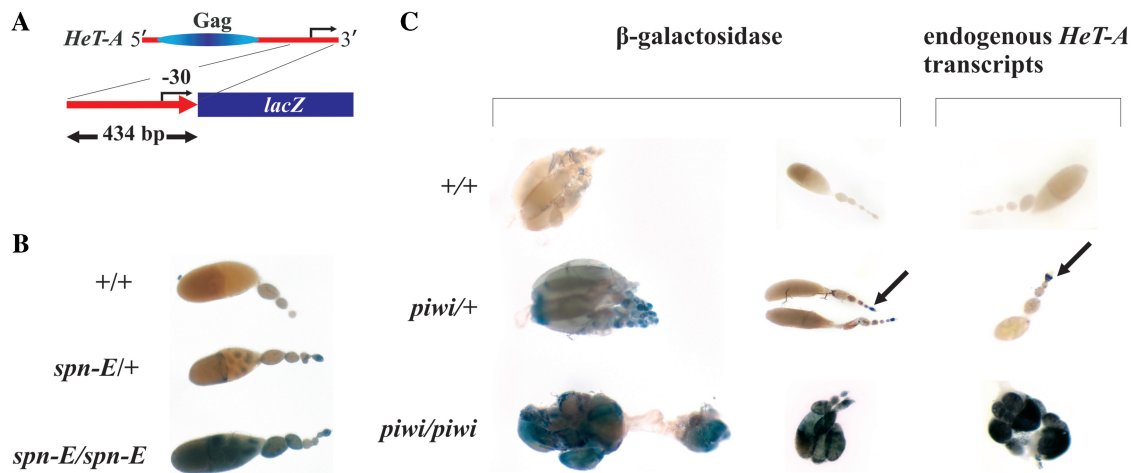 A
Gag
HeT-A 5′ 3′
-30
lacZ
434 bp
B
+/+
spn-E/+
spn-E/spn-E
C
β-galactosidase
endogenous HeT-A
transcripts
+/+
piwi/+
piwi/piwi